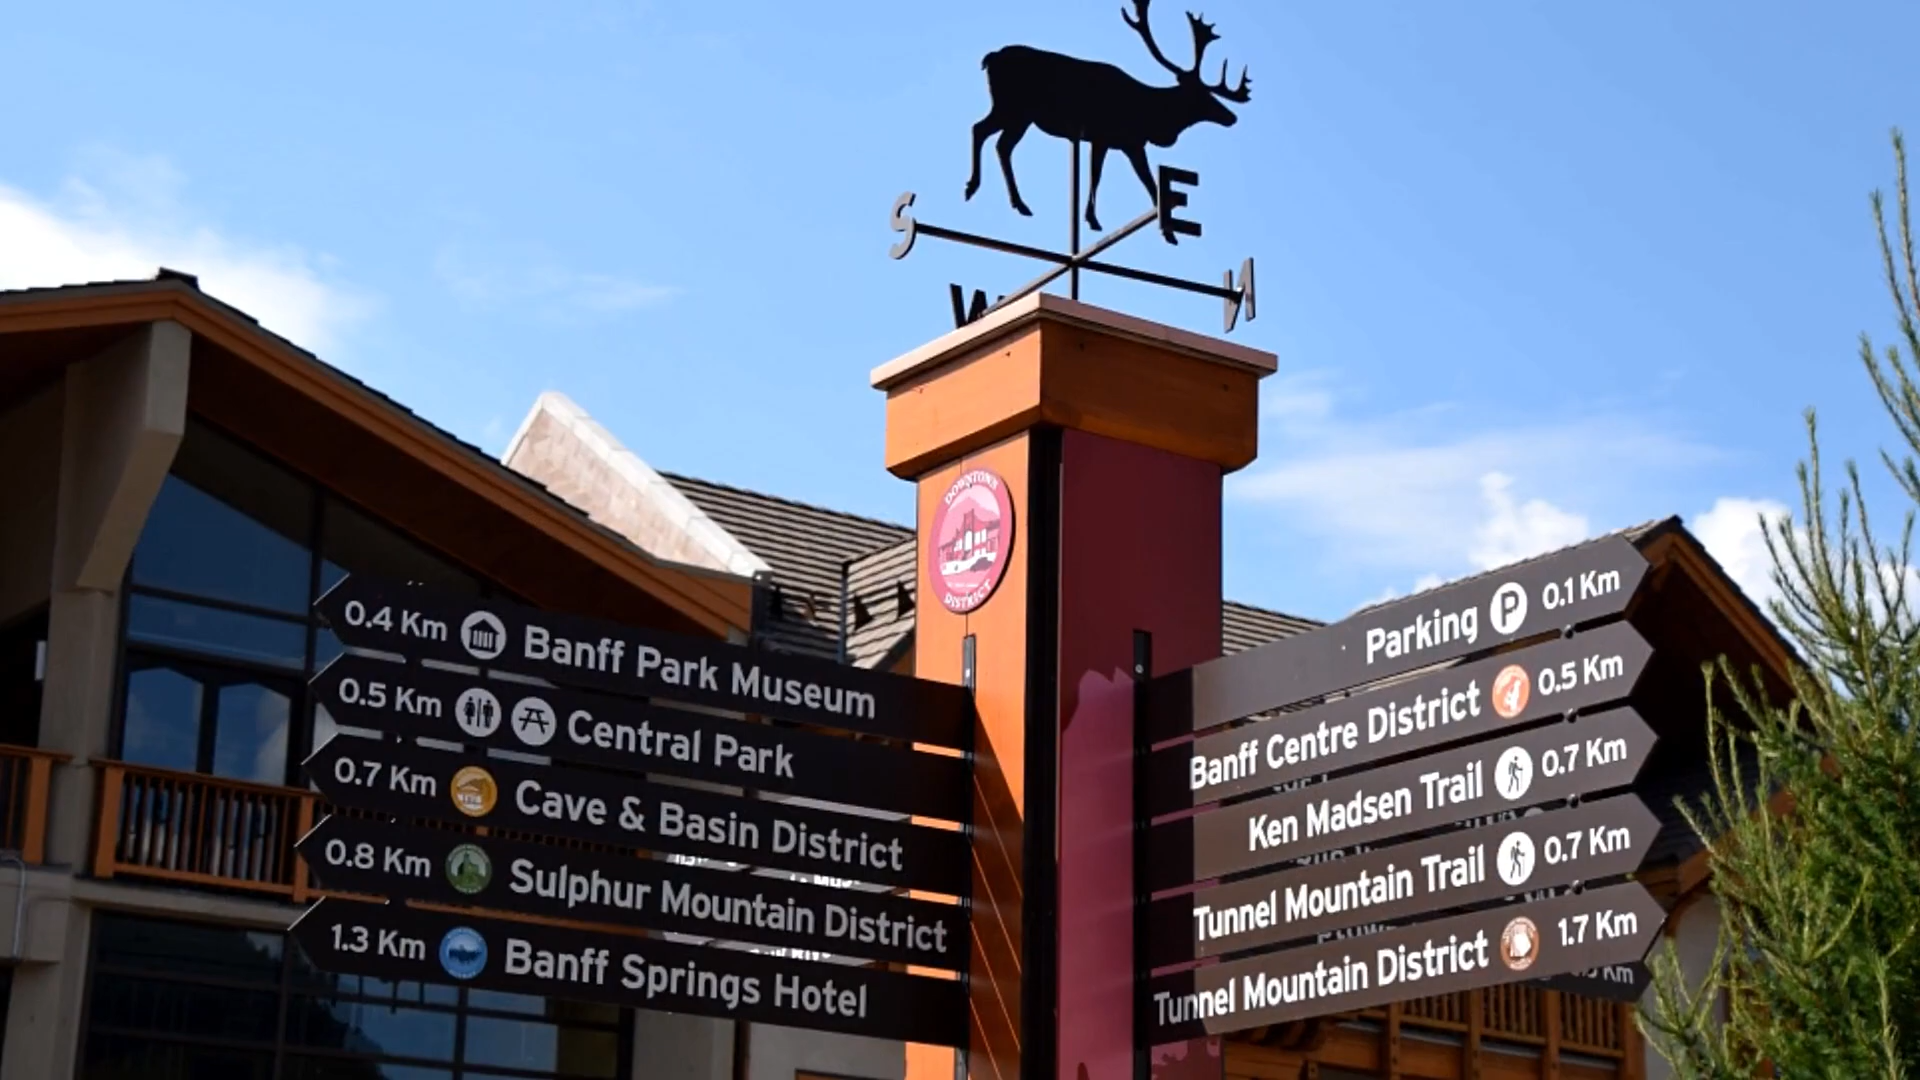 S
E
W
N
DOWNTOWN
DISTRICT
0.4 Km Banff Park Museum
0.5 Km Central Park
0.7 Km Cave & Basin District
0.8 Km Sulphur Mountain District
1.3 Km Banff Springs Hotel
Parking P 0.1 Km
Banff Centre District 0.5 Km
Ken Madsen Trail 0.7 Km
Tunnel Mountain Trail 0.7 Km
Tunnel Mountain District 1.7 Km